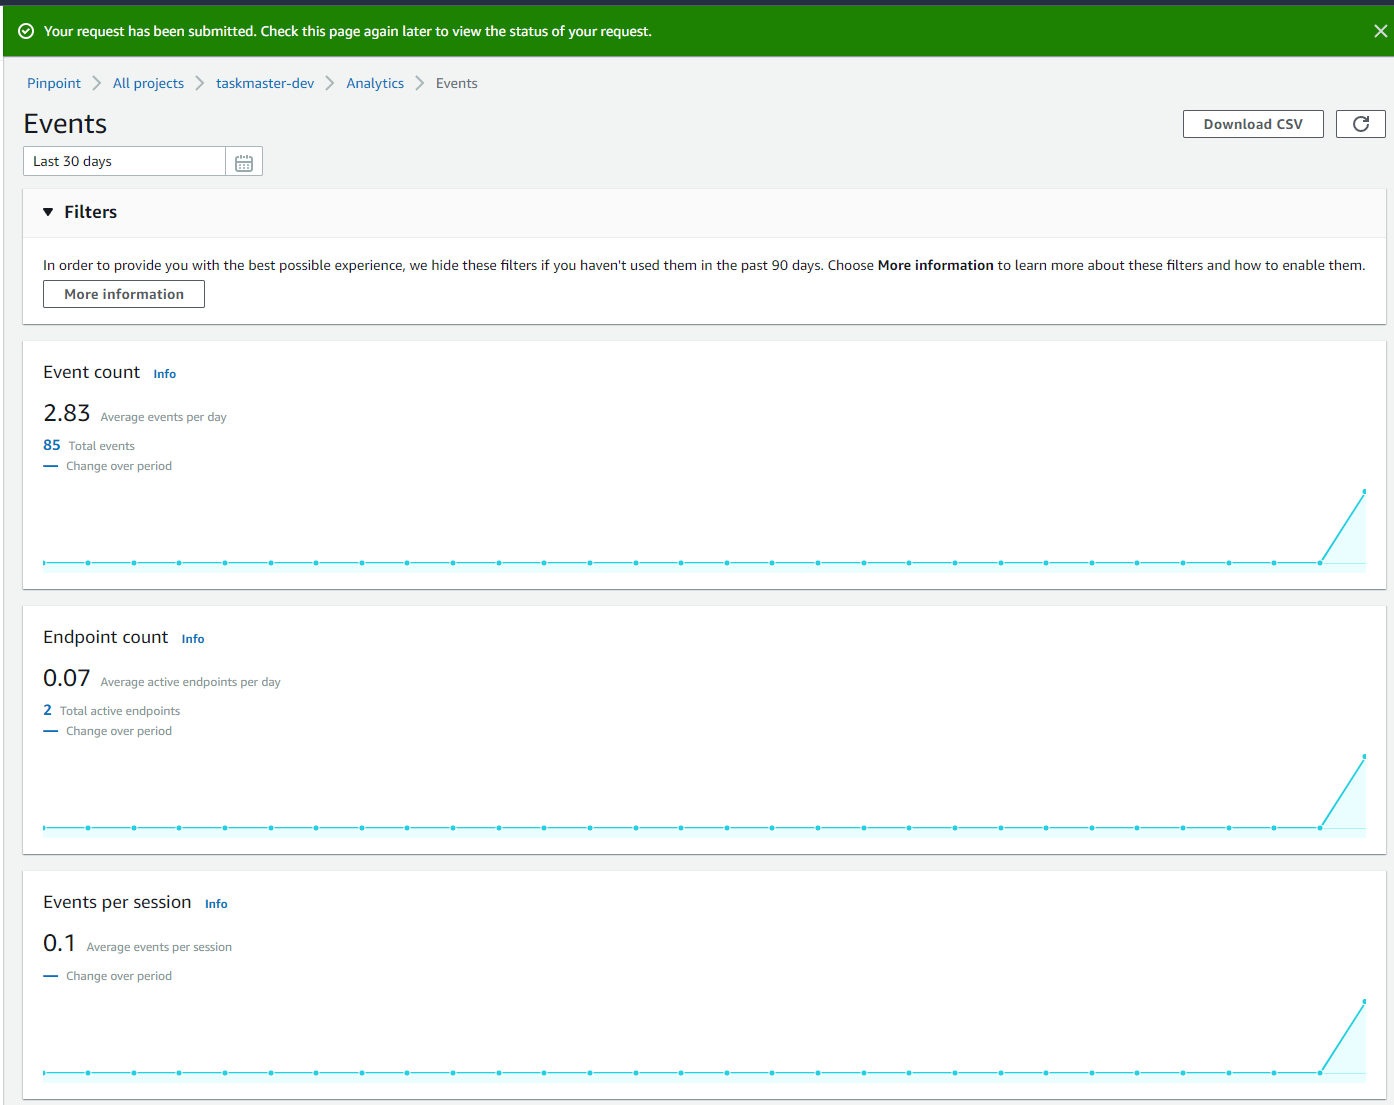 Your request has been submitted. Check this page again later to view the status of your request.
Pinpoint All projects taskmaster-dev Analytics Events
Events
Download CSV
Last 30 days
Filters
In order to provide you with the best possible experience, we hide these filters if you haven't used them in the past 90 days. Choose More information to learn more about these filters and how to enable them.
More information
Event count Info
2.83 Average events per day
85 Total events
Change over period
Endpoint count Info
0.07 Average active endpoints per day
2 Total active endpoints
Change over period
Events per session Info
0.1 Average events per session
Change over period